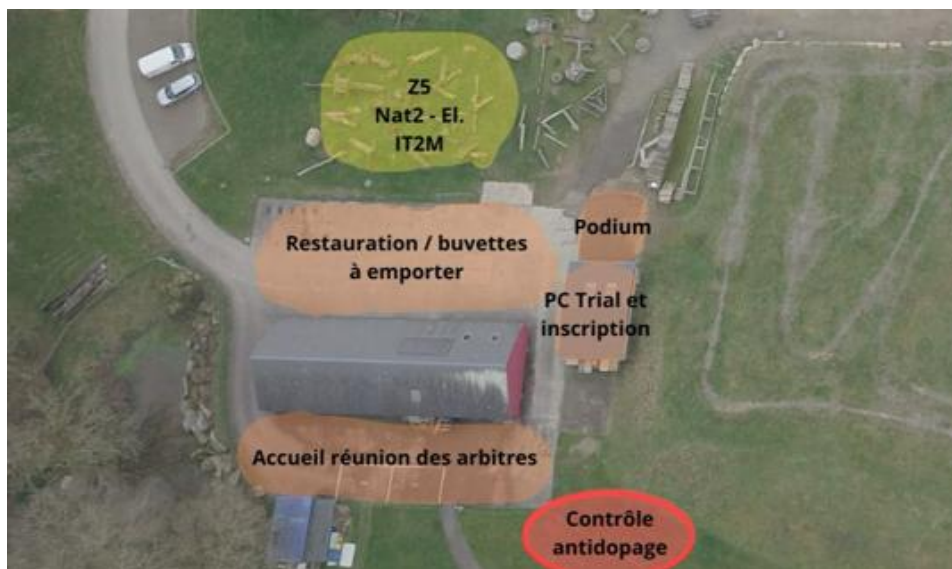 Z5
Nat2 - El.
IT2M
Podium
Restauration / buvettes
à emporter
PC Trial et
inscription
Accueil réunion des arbitres
Contrôle
antidopage